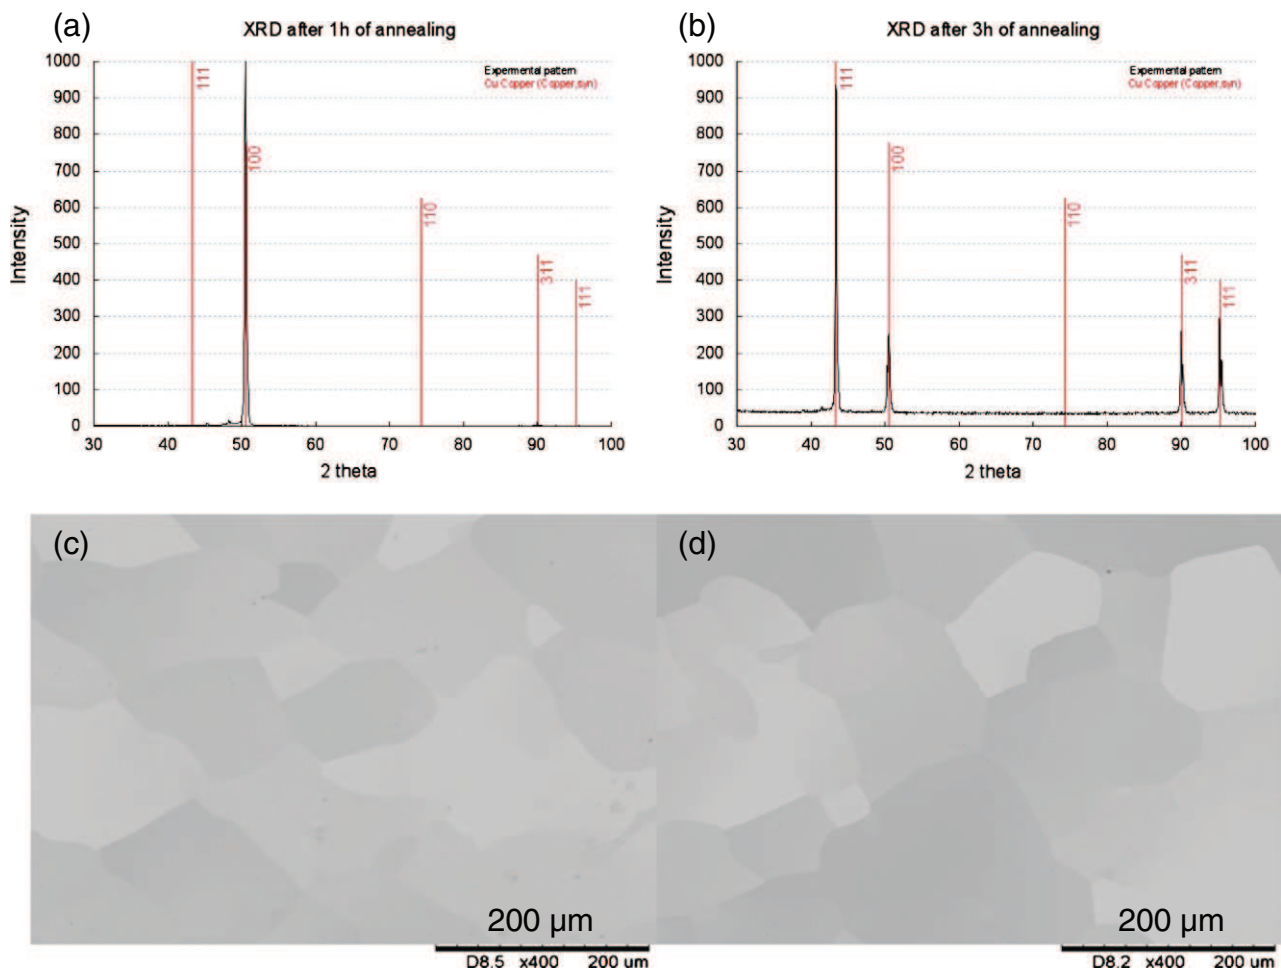 (a)
XRD after 1h of annealing
Expermental pattern
Cu Copper (Copper,syn)
1000
900
800
700
600
500
400
300
200
100
0
Intensity
111
100
110
311
111
30 40 50 60 70 80 90 100
2 theta
(b)
XRD after 3h of annealing
Expermental pattern
Cu Copper (Copper,syn)
1000
900
800
700
600
500
400
300
200
100
0
Intensity
111
100
110
311
111
30 40 50 60 70 80 90 100
2 theta
(c)
200 µm
D8.5 x400 200 um
(d)
200 µm
D8.2 x400 200 um